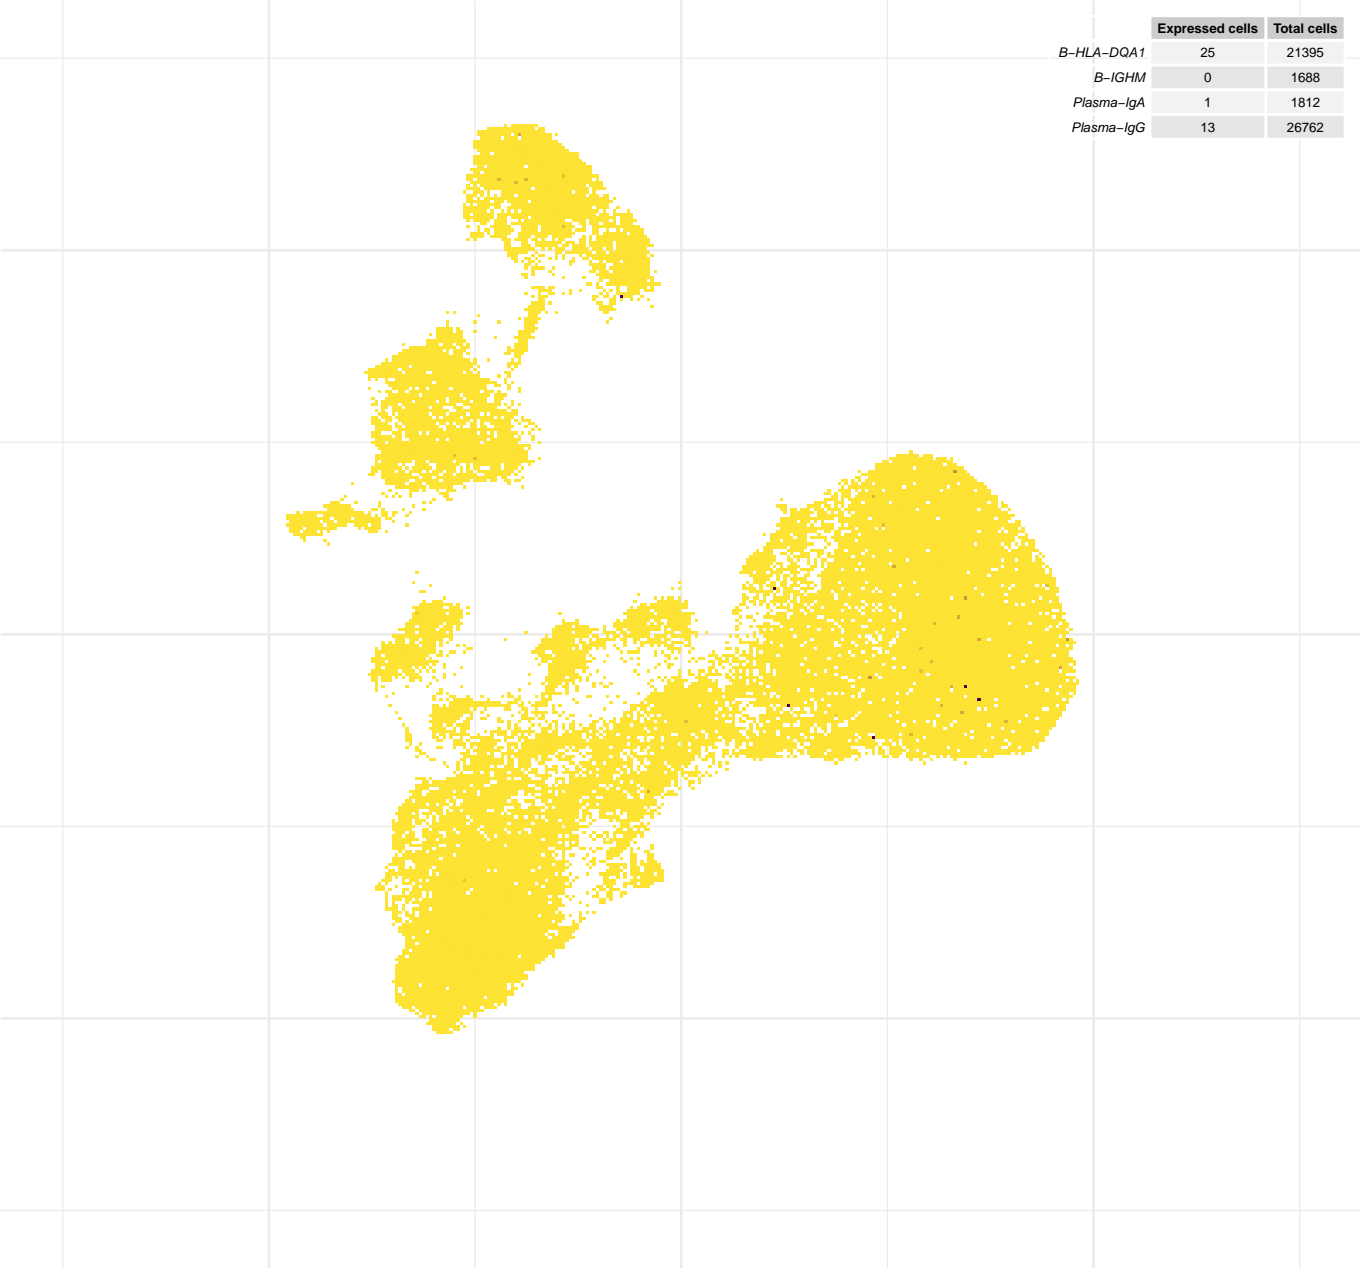 Expressed cells Total cells
B−HLA−DQA1 25 21395
B−IGHM 0 1688
Plasma−IgA 1 1812
Plasma−IgG 13 26762